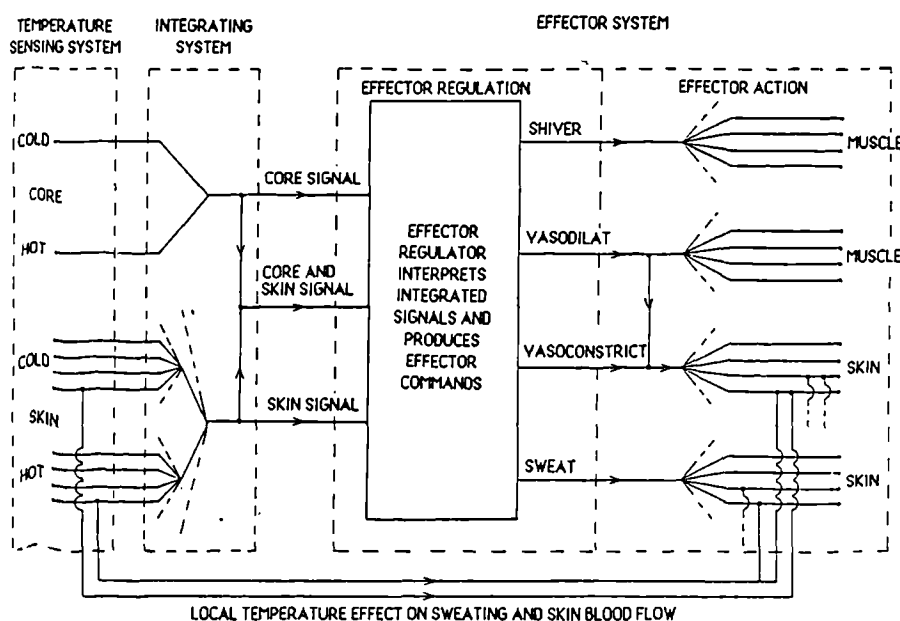 TEMPERATURE
SENSING SYSTEM
INTEGRATING
SYSTEM
EFFECTOR SYSTEM
EFFECTOR REGULATION
EFFECTOR ACTION
COLD
CORE
HOT
COLD
SKIN
HOT
CORE SIGNAL
CORE AND
SKIN SIGNAL
SKIN SIGNAL
EFFECTOR
REGULATOR
INTERPRETS
INTEGRATED
SIGNALS AND
PRODUCES
EFFECTOR
COMMANDS
SHIVER
VASODILAT
VASOCONSTRICT
SWEAT
MUSCLE
MUSCLE
SKIN
SKIN
LOCAL TEMPERATURE EFFECT ON SWEATING AND SKIN BLOOD FLOW